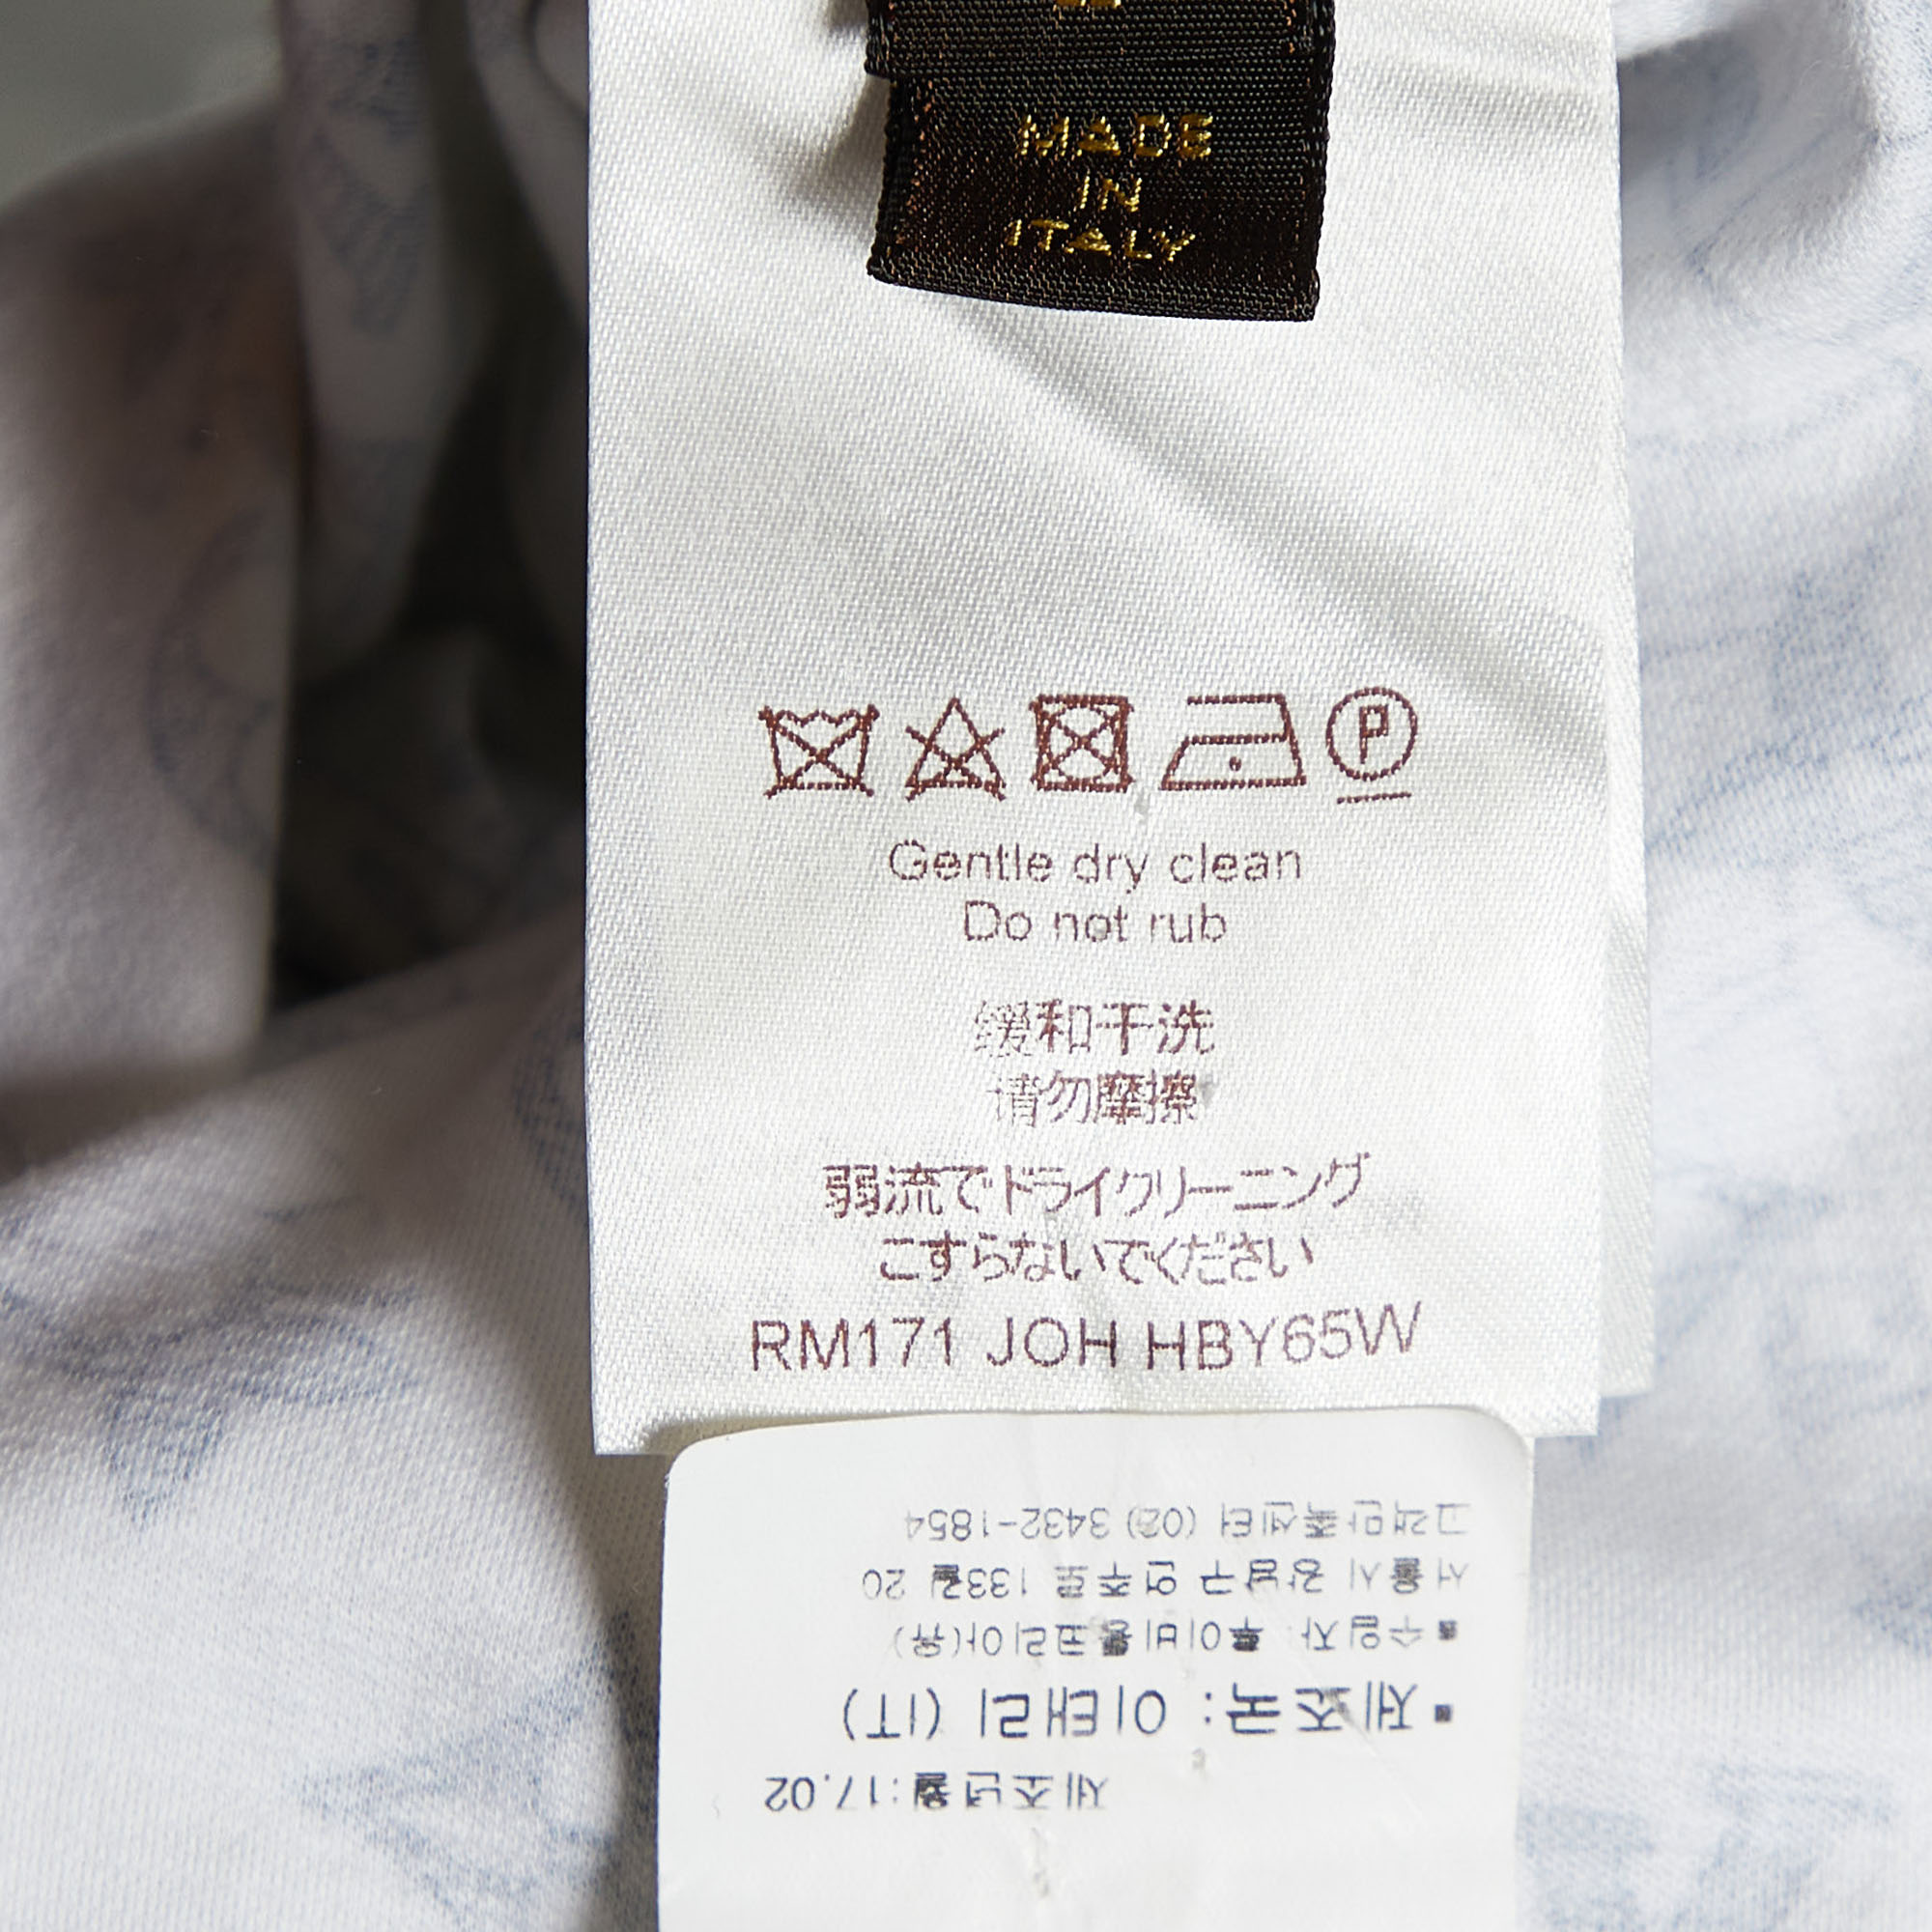 MADE
IN
ITALY
P
Gentle dry clean
Do not rub
缓和干洗
请勿摩擦
弱流でドライクリーニング
こすらないでください
RM171 JOH HBY65W
제조년월:17.02
▪제조국: 이태리 (IT)
▪수입자: 루이비통코리아(유)
서울시 강남구 언주로 133길 20
고객만족센터 (02) 3432-1854